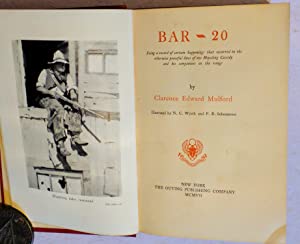 BAR - 20
Being a record of certain happenings that occurred in the
otherwise peaceful lives of one Hopalong Cassidy
and his companions on the range
by
Clarence Edward Mulford
Illustrated by N. C. Wyeth and F. E. Schoonover
NEW YORK
THE OUTING PUBLISHING COMPANY
MCMVII